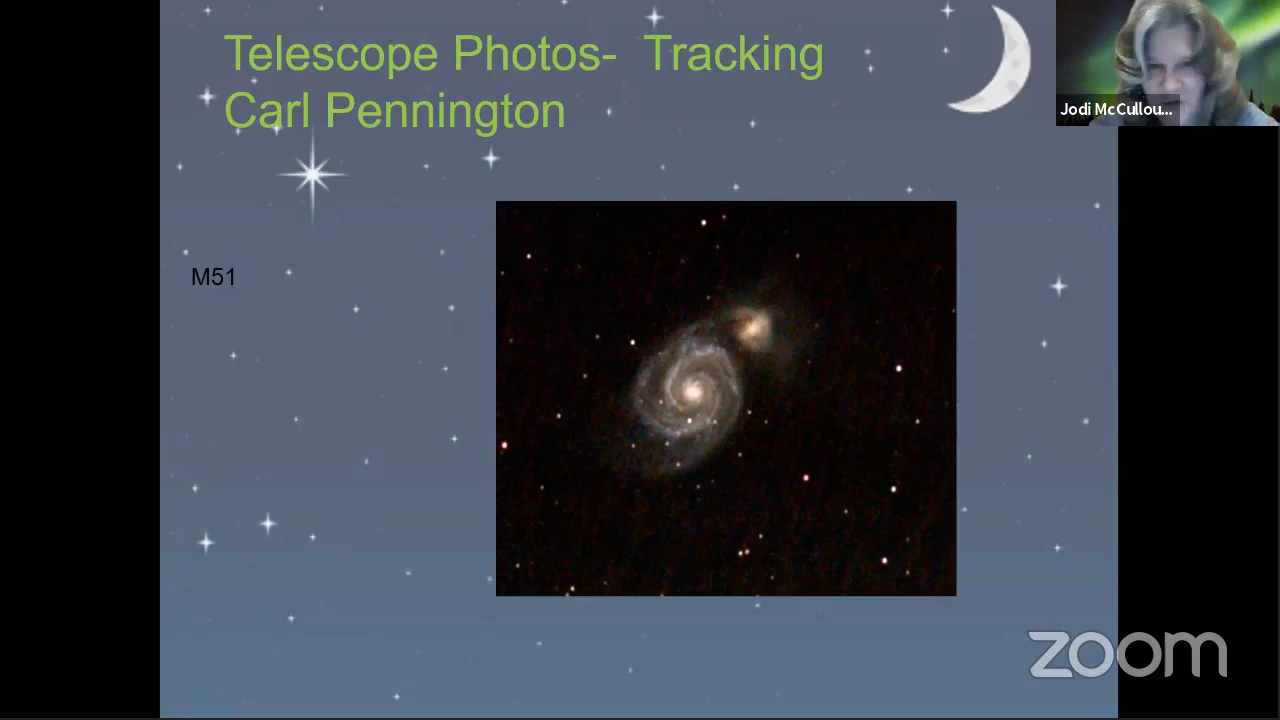 Telescope Photos- Tracking
Carl Pennington
Jodi McCullou...
M51
zoom